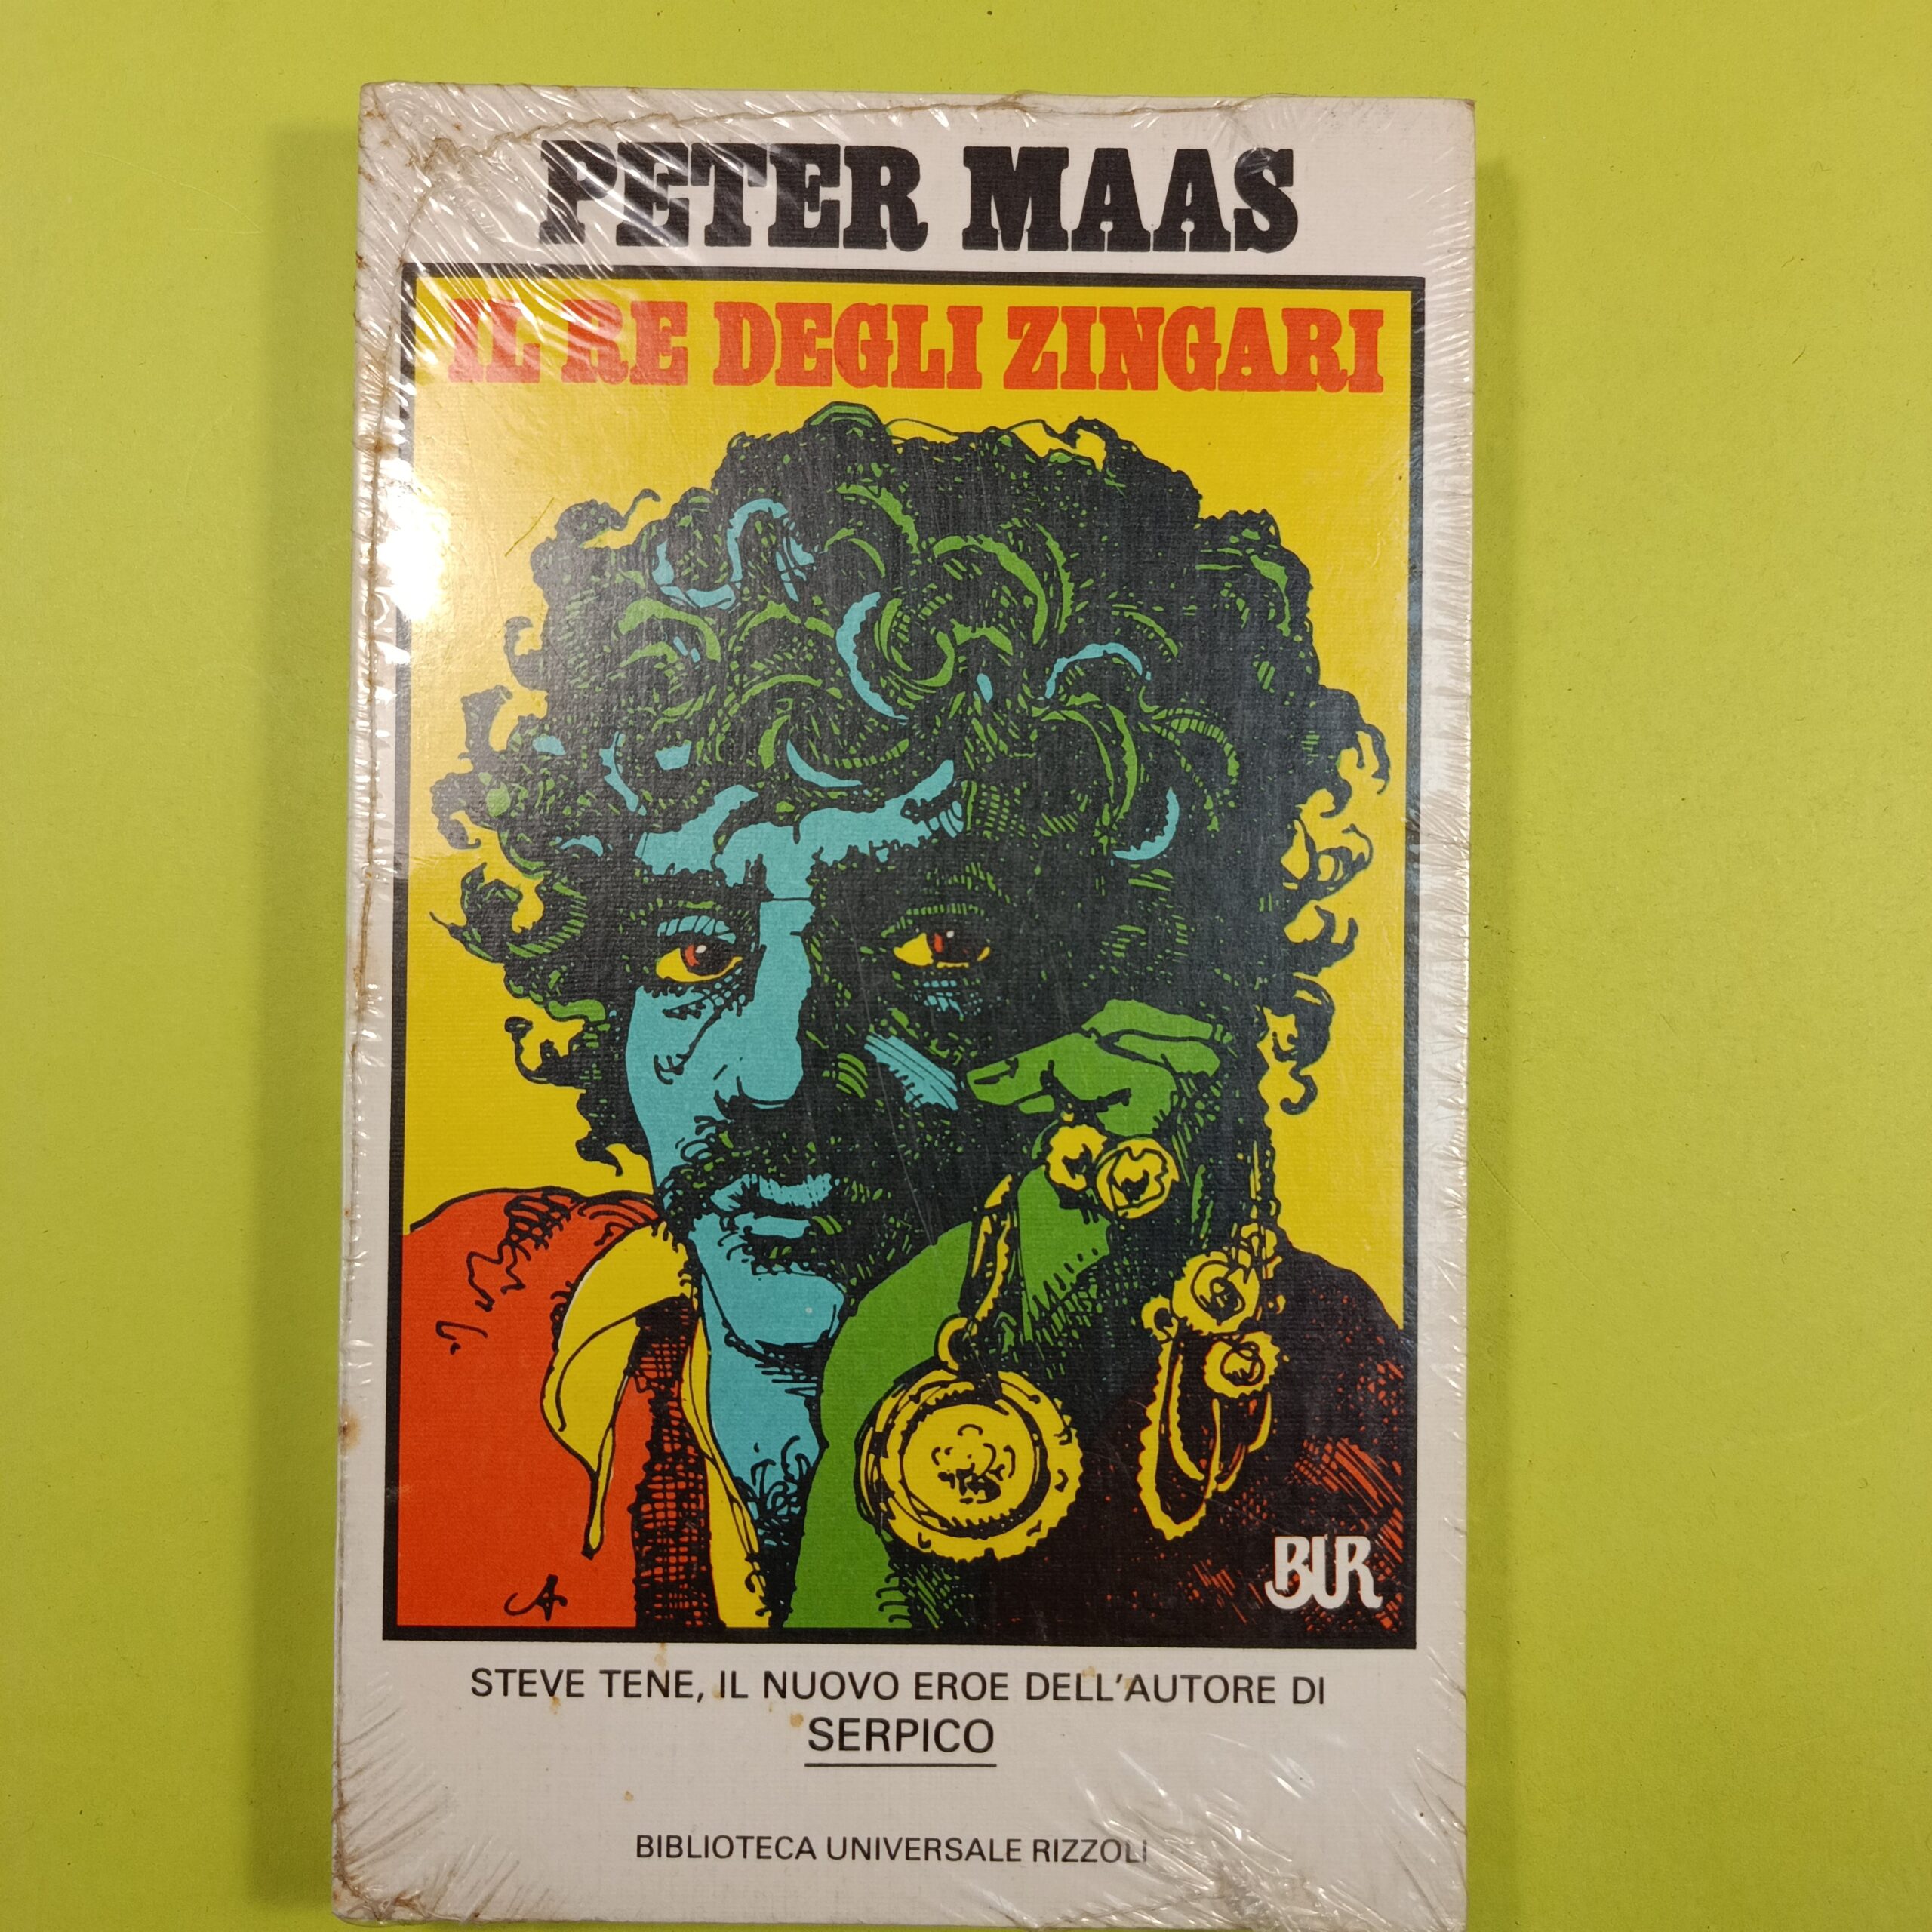 PETER MAAS
IL RE DEGLI ZINGARI
BUR
STEVE TENE, IL NUOVO EROE DELL'AUTORE DI
SERPICO
BIBLIOTECA UNIVERSALE RIZZOLI